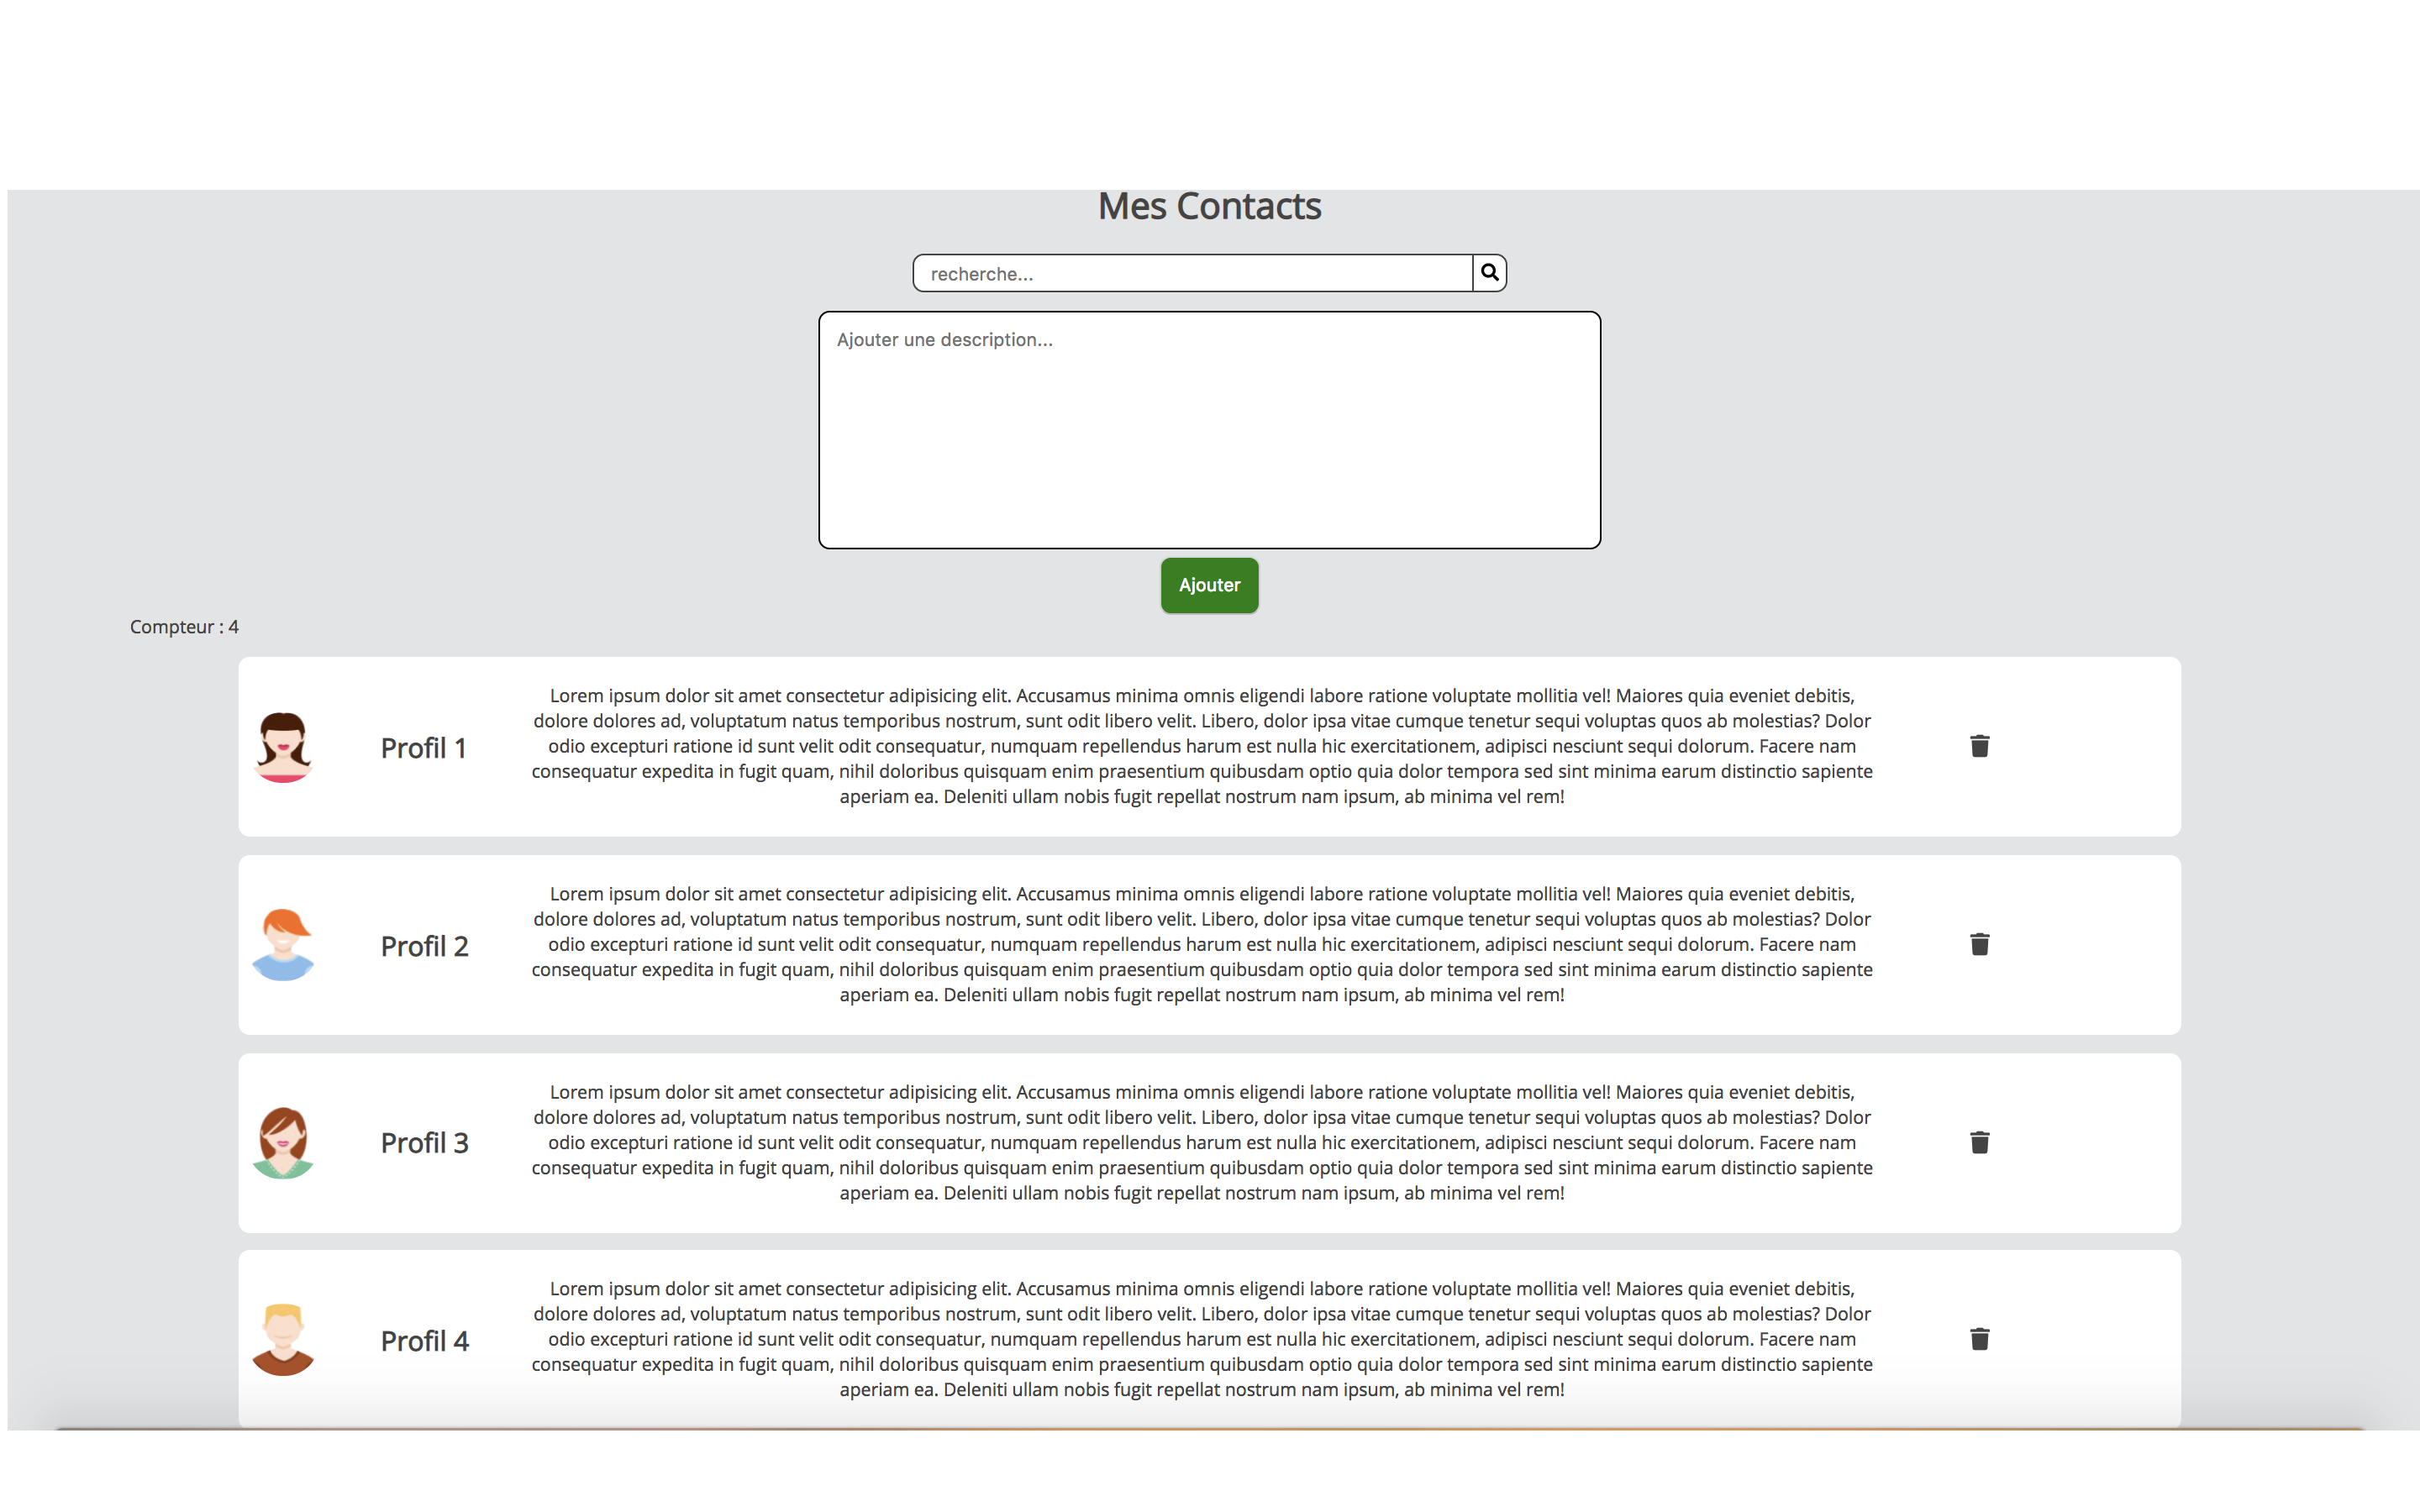 Mes Contacts
recherche...
Ajouter une description...
Ajouter
Compteur : 4
Profil 1
Lorem ipsum dolor sit amet consectetur adipisicing elit. Accusamus minima omnis eligendi labore ratione voluptate mollitia vel! Maiores quia eveniet debitis,
dolore dolores ad, voluptatum natus temporibus nostrum, sunt odit libero velit. Libero, dolor ipsa vitae cumque tenetur sequi voluptas quos ab molestias? Dolor
odio excepturi ratione id sunt velit odit consequatur, numquam repellendus harum est nulla hic exercitationem, adipisci nesciunt sequi dolorum. Facere nam
consequatur expedita in fugit quam, nihil doloribus quisquam enim praesentium quibusdam optio quia dolor tempora sed sint minima earum distinctio sapiente
aperiam ea. Deleniti ullam nobis fugit repellat nostrum nam ipsum, ab minima vel rem!
Profil 2
Lorem ipsum dolor sit amet consectetur adipisicing elit. Accusamus minima omnis eligendi labore ratione voluptate mollitia vel! Maiores quia eveniet debitis,
dolore dolores ad, voluptatum natus temporibus nostrum, sunt odit libero velit. Libero, dolor ipsa vitae cumque tenetur sequi voluptas quos ab molestias? Dolor
odio excepturi ratione id sunt velit odit consequatur, numquam repellendus harum est nulla hic exercitationem, adipisci nesciunt sequi dolorum. Facere nam
consequatur expedita in fugit quam, nihil doloribus quisquam enim praesentium quibusdam optio quia dolor tempora sed sint minima earum distinctio sapiente
aperiam ea. Deleniti ullam nobis fugit repellat nostrum nam ipsum, ab minima vel rem!
Profil 3
Lorem ipsum dolor sit amet consectetur adipisicing elit. Accusamus minima omnis eligendi labore ratione voluptate mollitia vel! Maiores quia eveniet debitis,
dolore dolores ad, voluptatum natus temporibus nostrum, sunt odit libero velit. Libero, dolor ipsa vitae cumque tenetur sequi voluptas quos ab molestias? Dolor
odio excepturi ratione id sunt velit odit consequatur, numquam repellendus harum est nulla hic exercitationem, adipisci nesciunt sequi dolorum. Facere nam
consequatur expedita in fugit quam, nihil doloribus quisquam enim praesentium quibusdam optio quia dolor tempora sed sint minima earum distinctio sapiente
aperiam ea. Deleniti ullam nobis fugit repellat nostrum nam ipsum, ab minima vel rem!
Profil 4
Lorem ipsum dolor sit amet consectetur adipisicing elit. Accusamus minima omnis eligendi labore ratione voluptate mollitia vel! Maiores quia eveniet debitis,
dolore dolores ad, voluptatum natus temporibus nostrum, sunt odit libero velit. Libero, dolor ipsa vitae cumque tenetur sequi voluptas quos ab molestias? Dolor
odio excepturi ratione id sunt velit odit consequatur, numquam repellendus harum est nulla hic exercitationem, adipisci nesciunt sequi dolorum. Facere nam
consequatur expedita in fugit quam, nihil doloribus quisquam enim praesentium quibusdam optio quia dolor tempora sed sint minima earum distinctio sapiente
aperiam ea. Deleniti ullam nobis fugit repellat nostrum nam ipsum, ab minima vel rem!